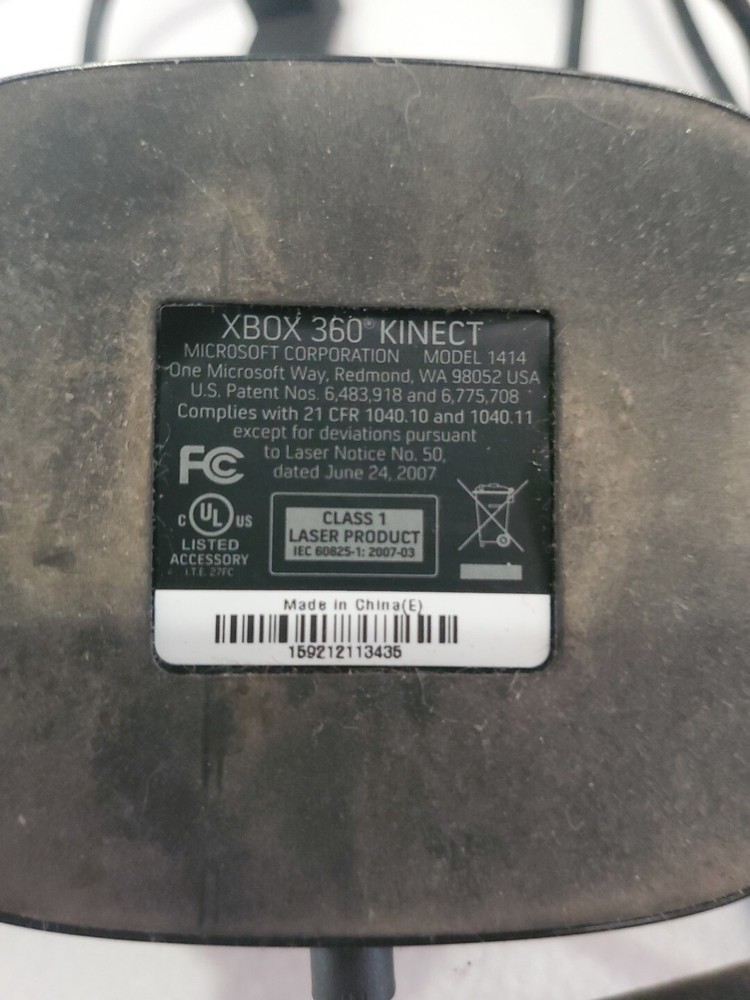 XBOX 360® KINECT
MICROSOFT CORPORATION MODEL 1414
One Microsoft Way, Redmond, WA 98052 USA
U.S. Patent Nos. 6,483,918 and 6,775,708
Complies with 21 CFR 1040.10 and 1040.11
except for deviations pursuant
to Laser Notice No. 50,
dated June 24, 2007
FC
C UL US
LISTED
ACCESSORY
I.T.E. 27FC
CLASS 1
LASER PRODUCT
IEC 60825-1: 2007-03
Made in China(E)
159212113435